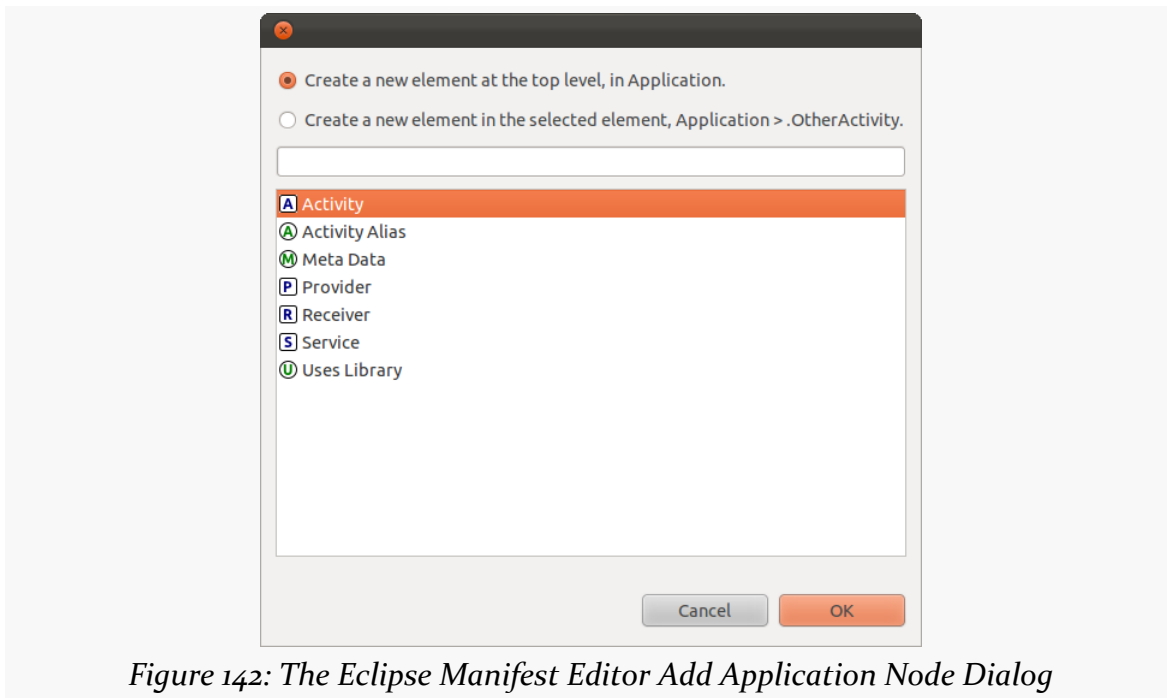 Create a new element at the top level, in Application.
Create a new element in the selected element, Application > .OtherActivity.
A Activity
A Activity Alias
M Meta Data
P Provider
R Receiver
S Service
U Uses Library
Cancel OK
Figure 142: The Eclipse Manifest Editor Add Application Node Dialog